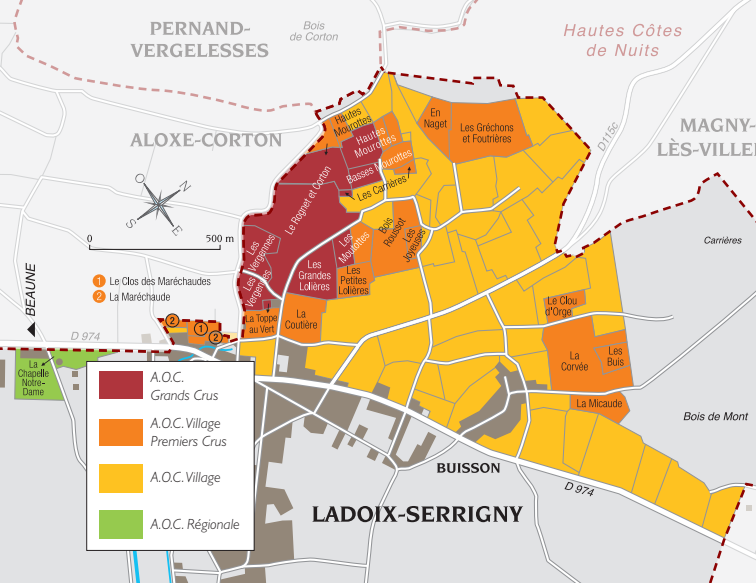 PERNAND-
VERGELESSES
Bois
de Corton
Hautes Côtes
de Nuits
ALOXE-CORTON
MAGNY-
LÈS-VILLE
D115c
Hautes
Mourottes
En
Naget
Les Gréchons
et Foutrières
Hautes
Mourottes
Basses Mourottes
Les Carrières
Le Rognet et Corton
O
N
S
E
0
500 m
Bois
Roussot
Les
Joyeuses
Les
Vergennes
Les
Moutottes
Les
Vergennes
Les
Grandes
Lolières
Les
Petites
Lolières
Carrières
1 Le Clos des Maréchaudes
2 La Maréchaude
BEAUNE
D 974
2
1
2
La Toppe
au Vert
La
Coutière
Le Clou
d'Orge
La
Corvée
Les
Buis
La Micaude
Bois de Mont
La
Chapelle
Notre-
Dame
A.O.C.
Grands Crus
A.O.C. Village
Premiers Crus
A.O.C. Village
A.O.C. Régionale
BUISSON
D 974
LADOIX-SERRIGNY